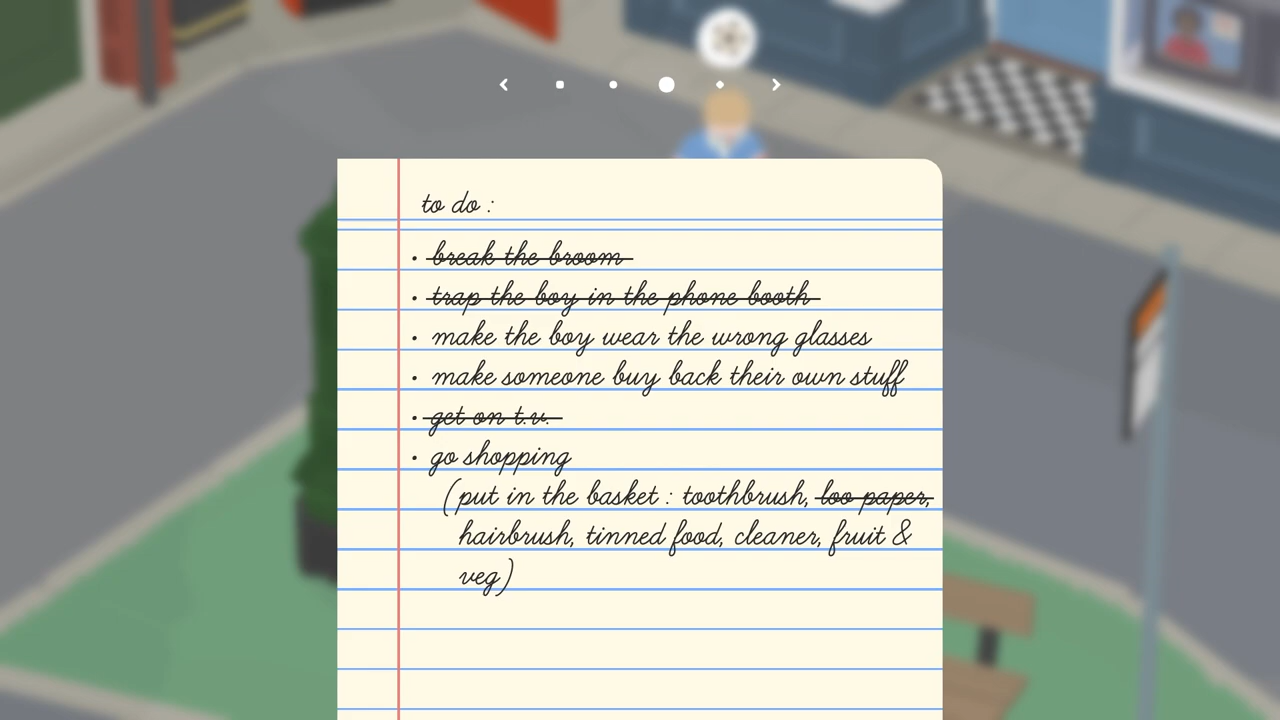 to do :
• break the broom
• trap the boy in the phone booth
• make the boy wear the wrong glasses
• make someone buy back their own stuff
• get on t.v.
• go shopping
(put in the basket : toothbrush, loo paper,
hairbrush, tinned food, cleaner, fruit &
veg)